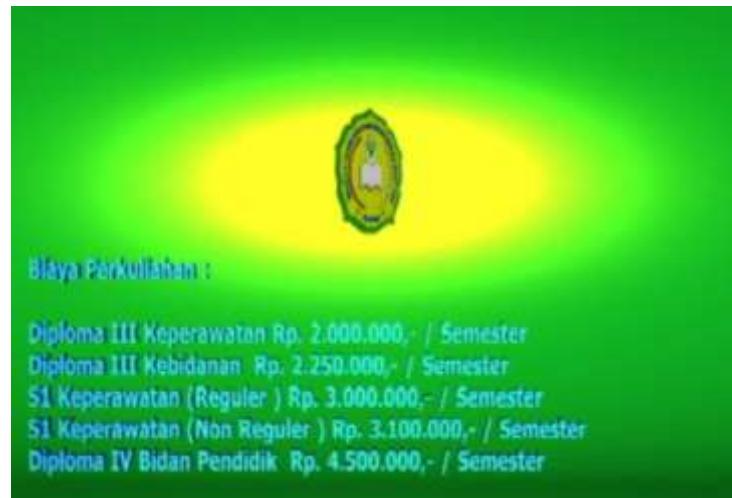 Biaya Perkuliahan :
Diploma III Keperawatan Rp. 2.000.000,- / Semester
Diploma III Kebidanan Rp. 2.250.000,- / Semester
S1 Keperawatan (Reguler ) Rp. 3.000.000,- / Semester
S1 Keperawatan (Non Reguler ) Rp. 3.100.000,- / Semester
Diploma IV Bidan Pendidik Rp. 4.500.000,- / Semester